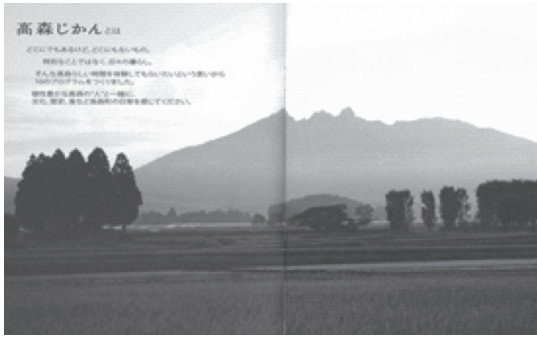 高森じかんとは
どこにでもあるけど、どこにもないもの。
特別なことではなく、日々の暮らし。
そんな高森らしい時間を体験してもらいたいという思いから
10のプログラムをつくりました。
個性豊かな高森の“人”と一緒に、
文化、歴史、食など高森町の日常を感じてください。